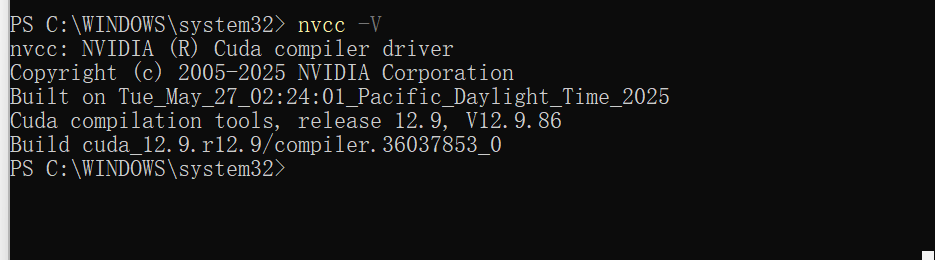 PS C:\WINDOWS\system32> nvcc -V
nvcc: NVIDIA (R) Cuda compiler driver
Copyright (c) 2005-2025 NVIDIA Corporation
Built on Tue_May_27_02:24:01_Pacific_Daylight_Time_2025
Cuda compilation tools, release 12.9, V12.9.86
Build cuda_12.9.r12.9/compiler.36037853_0
PS C:\WINDOWS\system32>